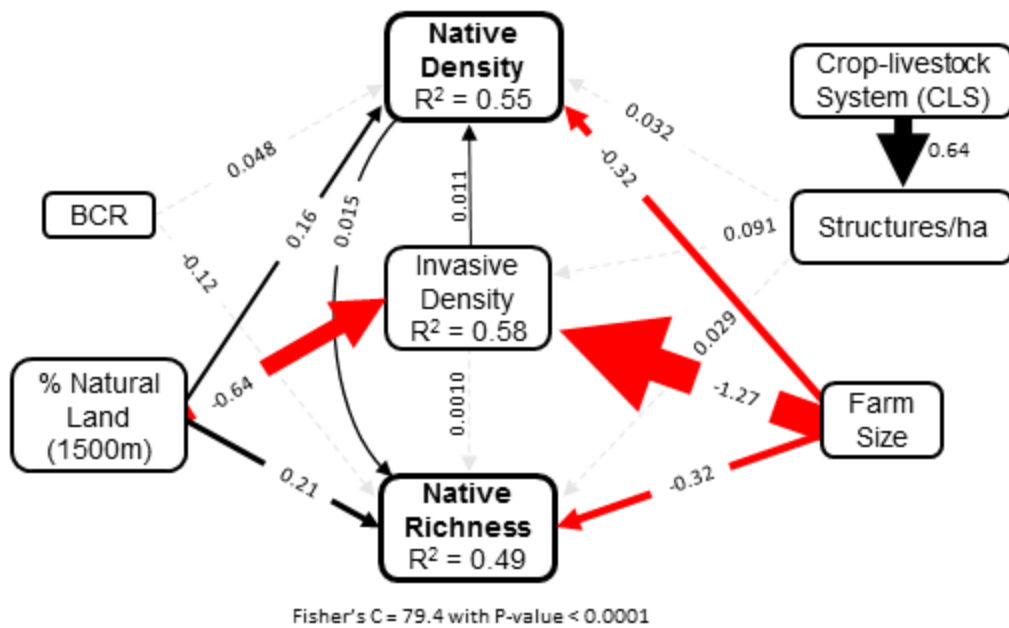 Native
Density
R² = 0.55
Crop-livestock
System (CLS)
0.64
0.048
0.032
-0.32
BCR
0.16
0.015
0.011
Structures/ha
0.091
-0.12
Invasive
Density
R² = 0.58
0.029
% Natural
Land
(1500m)
-0.64
0.0010
-1.27
Farm
Size
0.21
-0.32
Native
Richness
R² = 0.49
Fisher's C = 79.4 with P-value < 0.0001